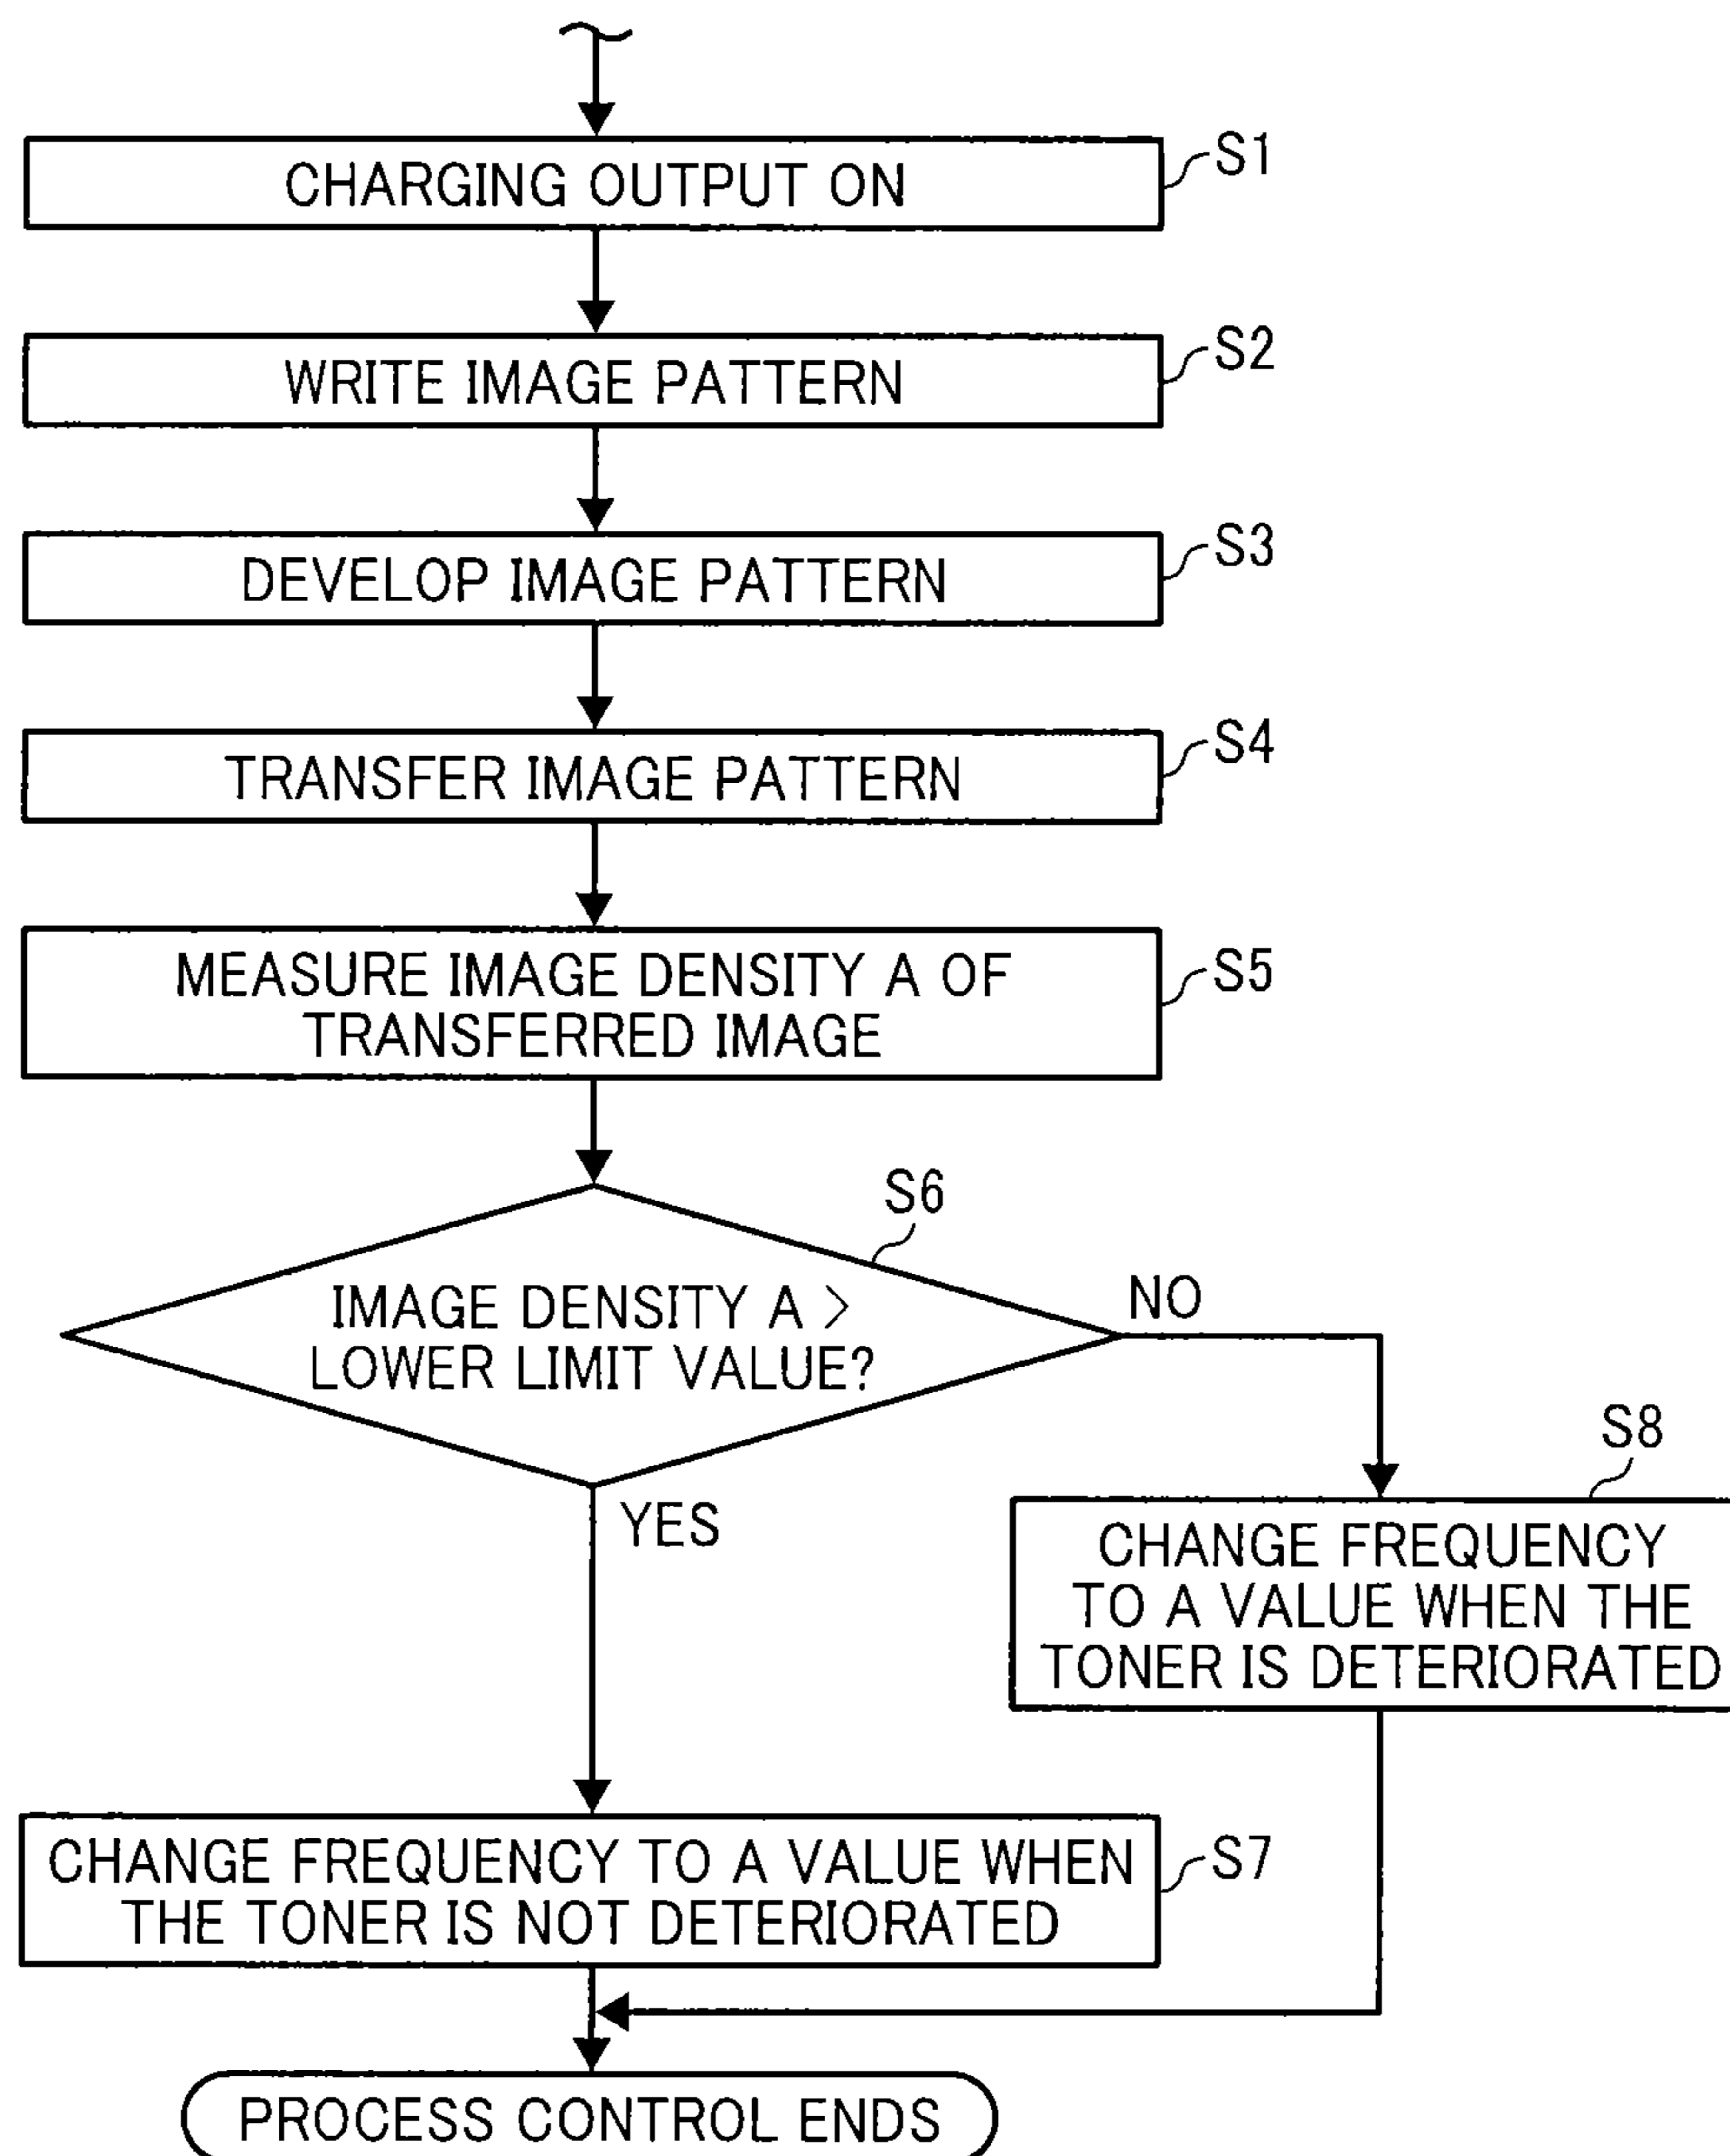 CHARGING OUTPUT ON
S1
WRITE IMAGE PATTERN
S2
DEVELOP IMAGE PATTERN
S3
TRANSFER IMAGE PATTERN
S4
MEASURE IMAGE DENSITY A OF
TRANSFERRED IMAGE
S5
S6
IMAGE DENSITY A >
LOWER LIMIT VALUE?
NO
YES
S8
CHANGE FREQUENCY
TO A VALUE WHEN THE
TONER IS DETERIORATED
CHANGE FREQUENCY TO A VALUE WHEN
THE TONER IS NOT DETERIORATED
S7
PROCESS CONTROL ENDS